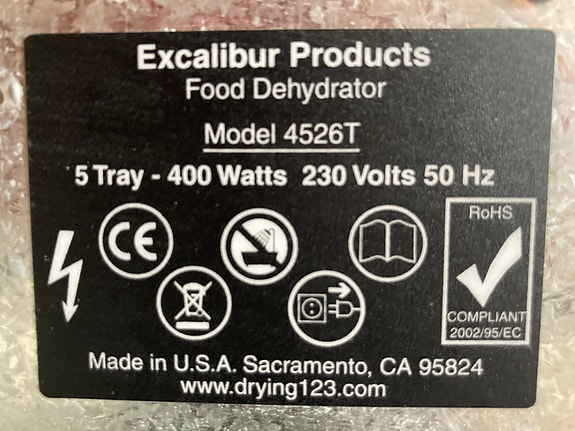 Excalibur Products
Food Dehydrator
Model 4526T
5 Tray - 400 Watts 230 Volts 50 Hz
CE
RoHS
COMPLIANT
2002/95/EC
Made in U.S.A. Sacramento, CA 95824
www.drying123.com